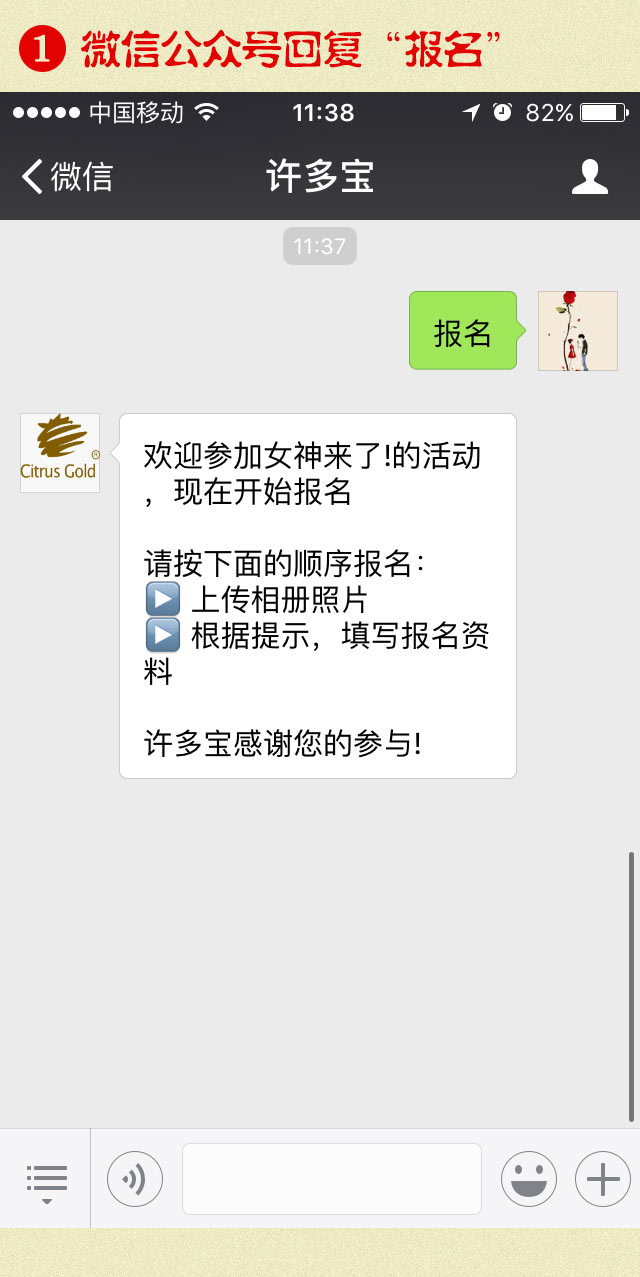 1 微信公众号回复“报名”
中国移动 11:38 82%
微信 许多宝
11:37
报名
Citrus Gold ®
欢迎参加女神来了!的活动
，现在开始报名
请按下面的顺序报名：
上传相册照片
根据提示，填写报名资
料
许多宝感谢您的参与!